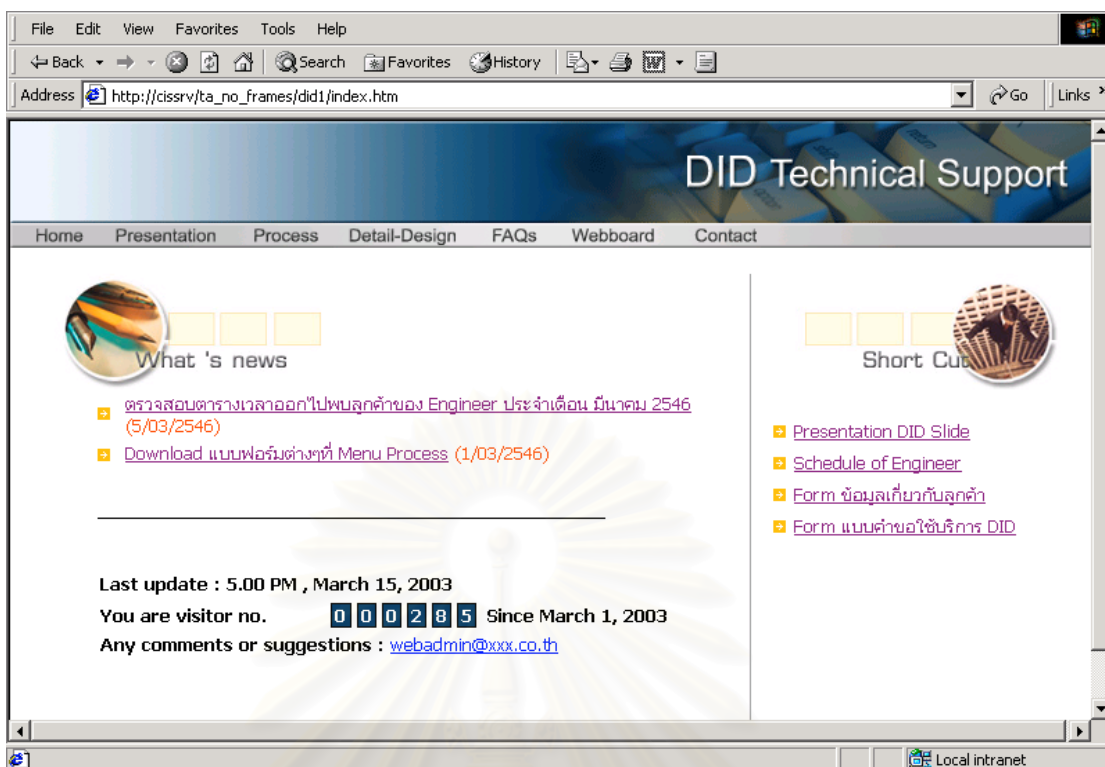 File Edit View Favorites Tools Help
Back Search Favorites History
Address http://cissrv/ta_no_frames/did1/index.htm Go Links
DID Technical Support
Home Presentation Process Detail-Design FAQs Webboard Contact
What 's news
ตรวจสอบตารางเวลาออกไปพบลูกค้าของ Engineer ประจำเดือน มีนาคม 2546
(5/03/2546)
Download แบบฟอร์มต่างๆที่ Menu Process (1/03/2546)
Last update : 5.00 PM , March 15, 2003
You are visitor no. 0 0 0 2 8 5 Since March 1, 2003
Any comments or suggestions : webadmin@xxx.co.th
Short Cut
Presentation DID Slide
Schedule of Engineer
Form ข้อมูลเกี่ยวกับลูกค้า
Form แบบคำขอใช้บริการ DID
Local intranet